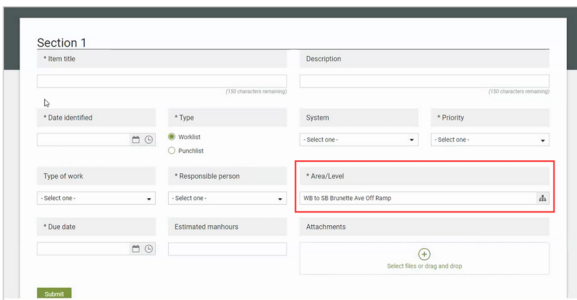 Section 1
* Item title
Description
(150 characters remaining)
(150 characters remaining)
* Date identified
* Type
System
* Priority
Worklist
Punchlist
- Select one -
- Select one -
Type of work
* Responsible person
* Area/Level
- Select one -
- Select one -
WB to SB Brunette Ave Off Ramp
* Due date
Estimated manhours
Attachments
Select files or drag and drop
Submit